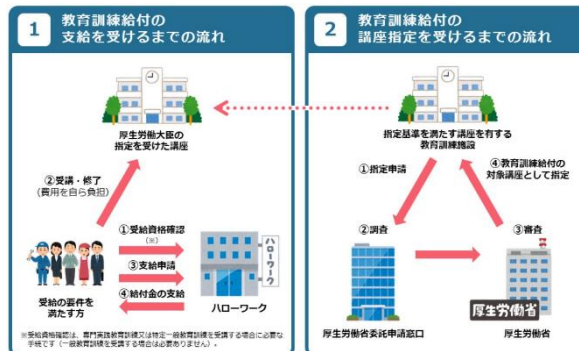 1
教育訓練給付の
支給を受けるまでの流れ
厚生労働大臣の
指定を受けた講座
②受講・修了
(費用を自ら負担)
①受給資格確認
(※)
③支給申請
④給付金の支給
受給の要件を
満たす方
ハローワーク
ハローワーク
※受給資格確認は、専門実践教育訓練又は特定一般教育訓練を受講する場合に必要な
手続です（一般教育訓練を受講する場合は必要ありません）。
2
教育訓練給付の
講座指定を受けるまでの流れ
指定基準を満たす講座を有する
教育訓練施設
①指定申請
④教育訓練給付の
対象講座として指定
②調査
③審査
厚生労働省
厚生労働省委託申請窓口
厚生労働省